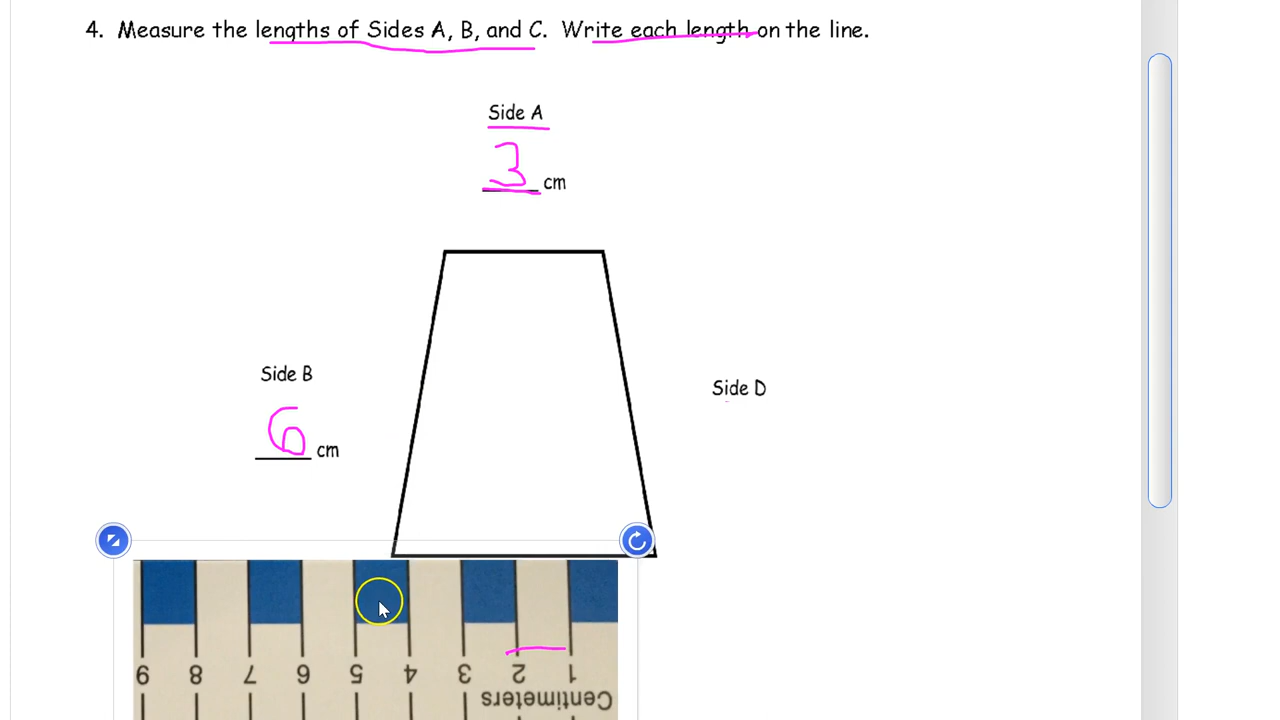 4. Measure the lengths of Sides A, B, and C. Write each length on the line.
Side A
3 cm
Side B
Side D
6 cm
9 8 7 6 5 4 3 2 1
Centimeters